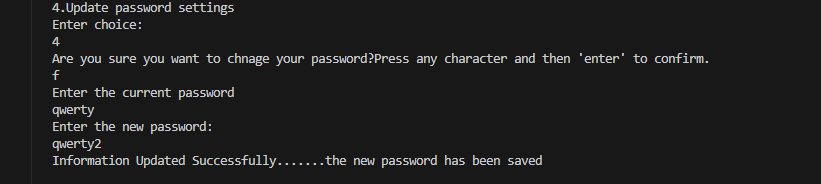 4.Update password settings
Enter choice:
4
Are you sure you want to chnage your password?Press any character and then 'enter' to confirm.
f
Enter the current password
qwerty
Enter the new password:
qwerty2
Information Updated Successfully.......the new password has been saved